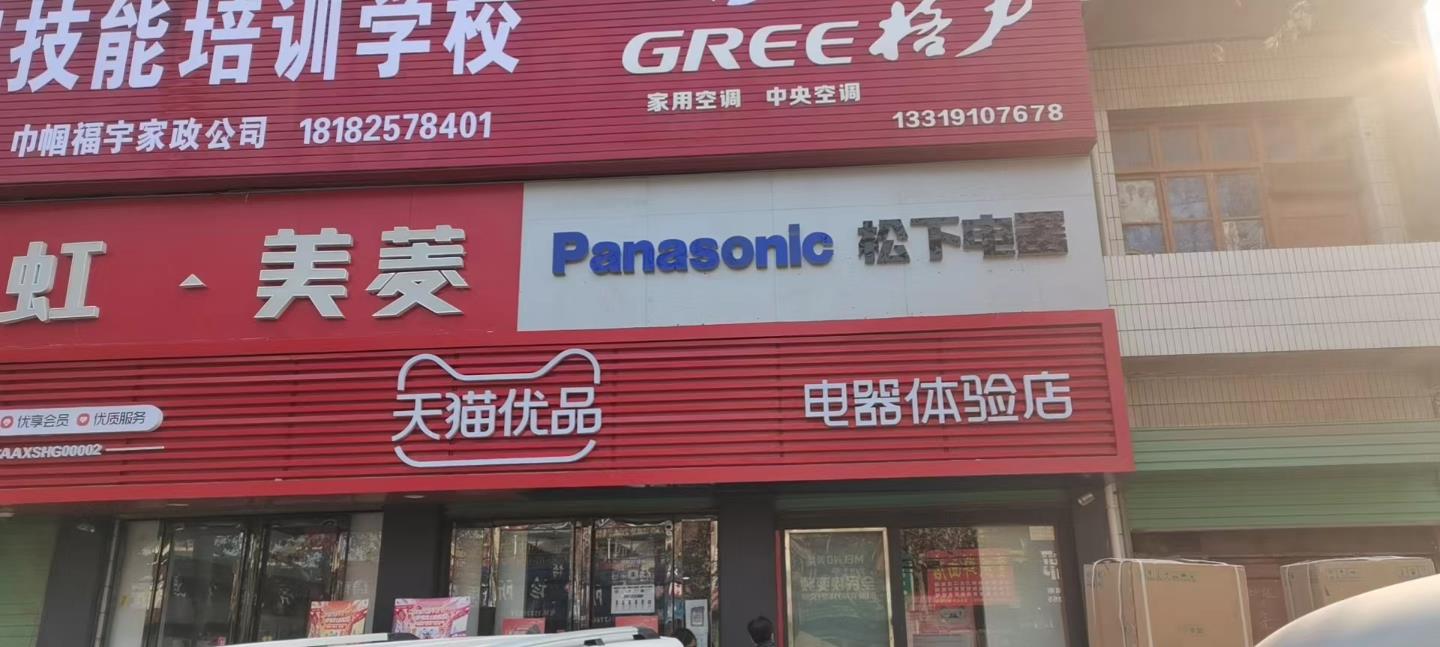 技能培训学校
巾帼福宇家政公司 18182578401
GREE 格力
家用空调 中央空调
13319107678
虹·美菱
Panasonic 松下电器
优享会员 优质服务
AAXSHG00002
天猫优品
电器体验店